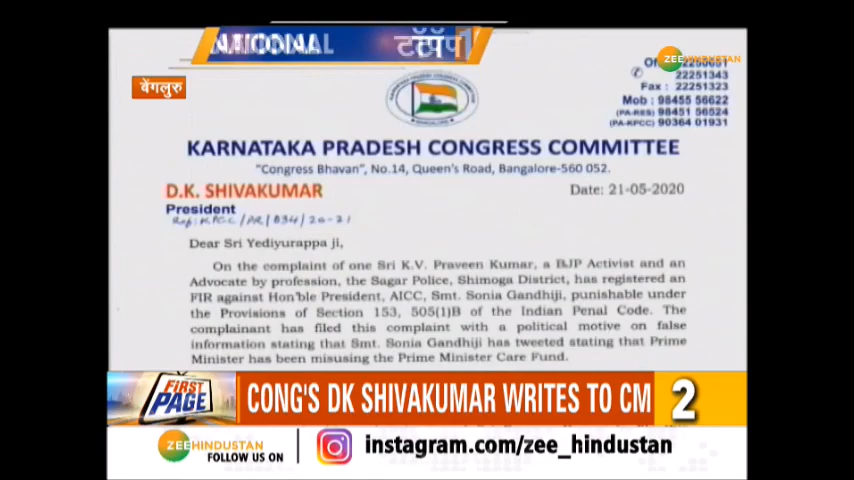 NATIONAL
टॉप
ZEE HINDUSTAN
बेंगलुरु
22251343
Fax : 22251323
Mob : 98455 56622
(PA-RES) 98451 56524
(PA-KPCC) 90364 01931
KARNATAKA PRADESH CONGRESS COMMITTEE
"Congress Bhavan", No.14, Queen's Road, Bangalore-560 052.
D.K. SHIVAKUMAR
Date: 21-05-2020
President
Ref: KPCC/PR/834/20-21
Dear Sri Yediyurappa ji,
On the complaint of one Sri K.V. Praveen Kumar, a BJP Activist and an
Advocate by profession, the Sagar Police, Shimoga District, has registered an
FIR against Hon'ble President, AICC, Smt. Sonia Gandhiji, punishable under
the Provisions of Section 153, 505(1)B of the Indian Penal Code. The
complainant has filed this complaint with a political motive on false
information stating that Smt. Sonia Gandhiji has tweeted stating that Prime
Minister has been misusing the Prime Minister Care Fund.
FIRST
PAGE
CONG'S DK SHIVAKUMAR WRITES TO CM
2
ZEE HINDUSTAN
FOLLOW US ON
instagram.com/zee_hindustan